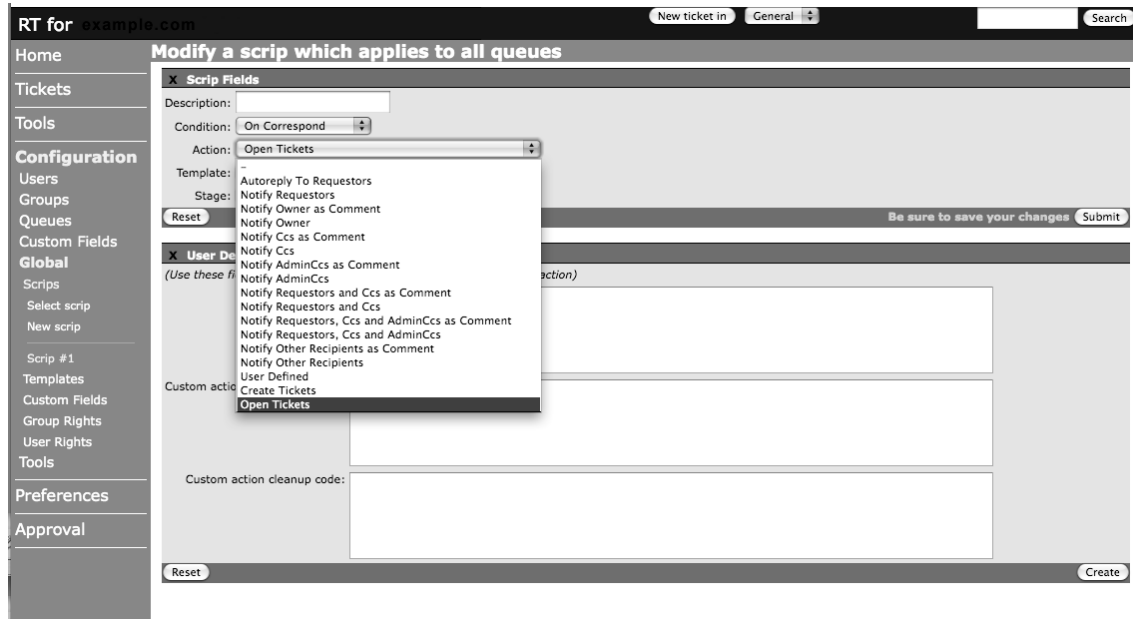 RT for example.com
New ticket in General Search
Home
Modify a scrip which applies to all queues
Tickets
Tools
Configuration
Users
Groups
Queues
Custom Fields
Global
Scrips
Select scrip
New scrip
Scrip #1
Templates
Custom Fields
Group Rights
User Rights
Tools
Preferences
Approval
X Scrip Fields
Description:
Condition: On Correspond
Action: Open Tickets
Template:
Stage:
–
Autoreply To Requestors
Notify Requestors
Notify Owner as Comment
Notify Owner
Notify Ccs as Comment
Notify Ccs
Notify AdminCcs as Comment
Notify AdminCcs
Notify Requestors and Ccs as Comment
Notify Requestors and Ccs
Notify Requestors, Ccs and AdminCcs as Comment
Notify Requestors, Ccs and AdminCcs
Notify Other Recipients as Comment
Notify Other Recipients
User Defined
Create Tickets
Open Tickets
Reset Be sure to save your changes Submit
X User De
(Use these fi action)
Custom actio
Custom action cleanup code:
Reset Create